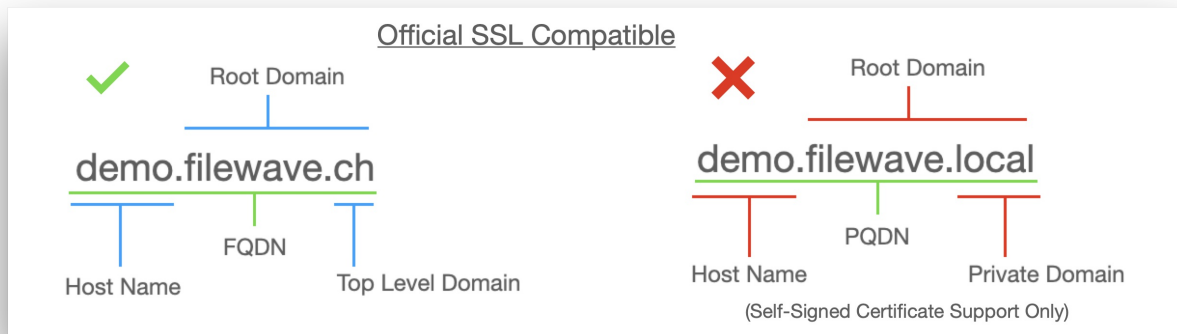 Official SSL Compatible
Root Domain
demo.filewave.ch
FQDN
Host Name
Top Level Domain
Root Domain
demo.filewave.local
PQDN
Host Name
Private Domain
(Self-Signed Certificate Support Only)